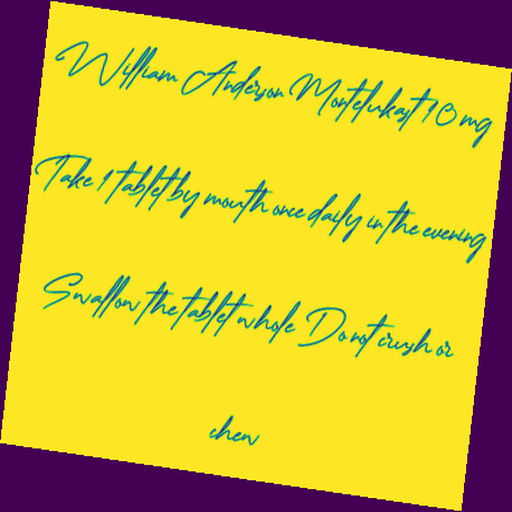 William Anderson Montelukast 10 mg
Take 1 tablet by mouth once daily in the evening
Swallow the tablet whole Do not crush or
chew